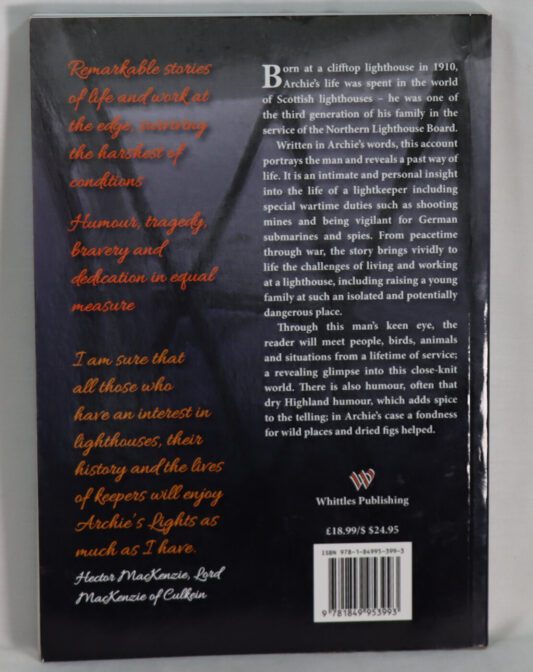 Remarkable stories
of life and work at
the edge, surviving
the harshest of
conditions
Humour, tragedy,
bravery and
dedication in equal
measure
I am sure that
all those who
have an interest in
lighthouses, their
history and the lives
of keepers will enjoy
Archie's Lights as
much as I have.
Hector MacKenzie, Lord
MacKenzie of Culkein
Born at a clifftop lighthouse in 1910,
Archie's life was spent in the world
of Scottish lighthouses – he was one of
the third generation of his family in the
service of the Northern Lighthouse Board.
Written in Archie's words, this account
portrays the man and reveals a past way of
life. It is an intimate and personal insight
into the life of a lightkeeper including
special wartime duties such as shooting
mines and being vigilant for German
submarines and spies. From peacetime
through war, the story brings vividly to
life the challenges of living and working
at a lighthouse, including raising a young
family at such an isolated and potentially
dangerous place.
Through this man's keen eye, the
reader will meet people, birds, animals
and situations from a lifetime of service;
a revealing glimpse into this close-knit
world. There is also humour, often that
dry Highland humour, which adds spice
to the telling; in Archie's case a fondness
for wild places and dried figs helped.
Whittles Publishing
£18.99/$ $24.95
ISBN 978-1-84995-399-3
9 781849 953993